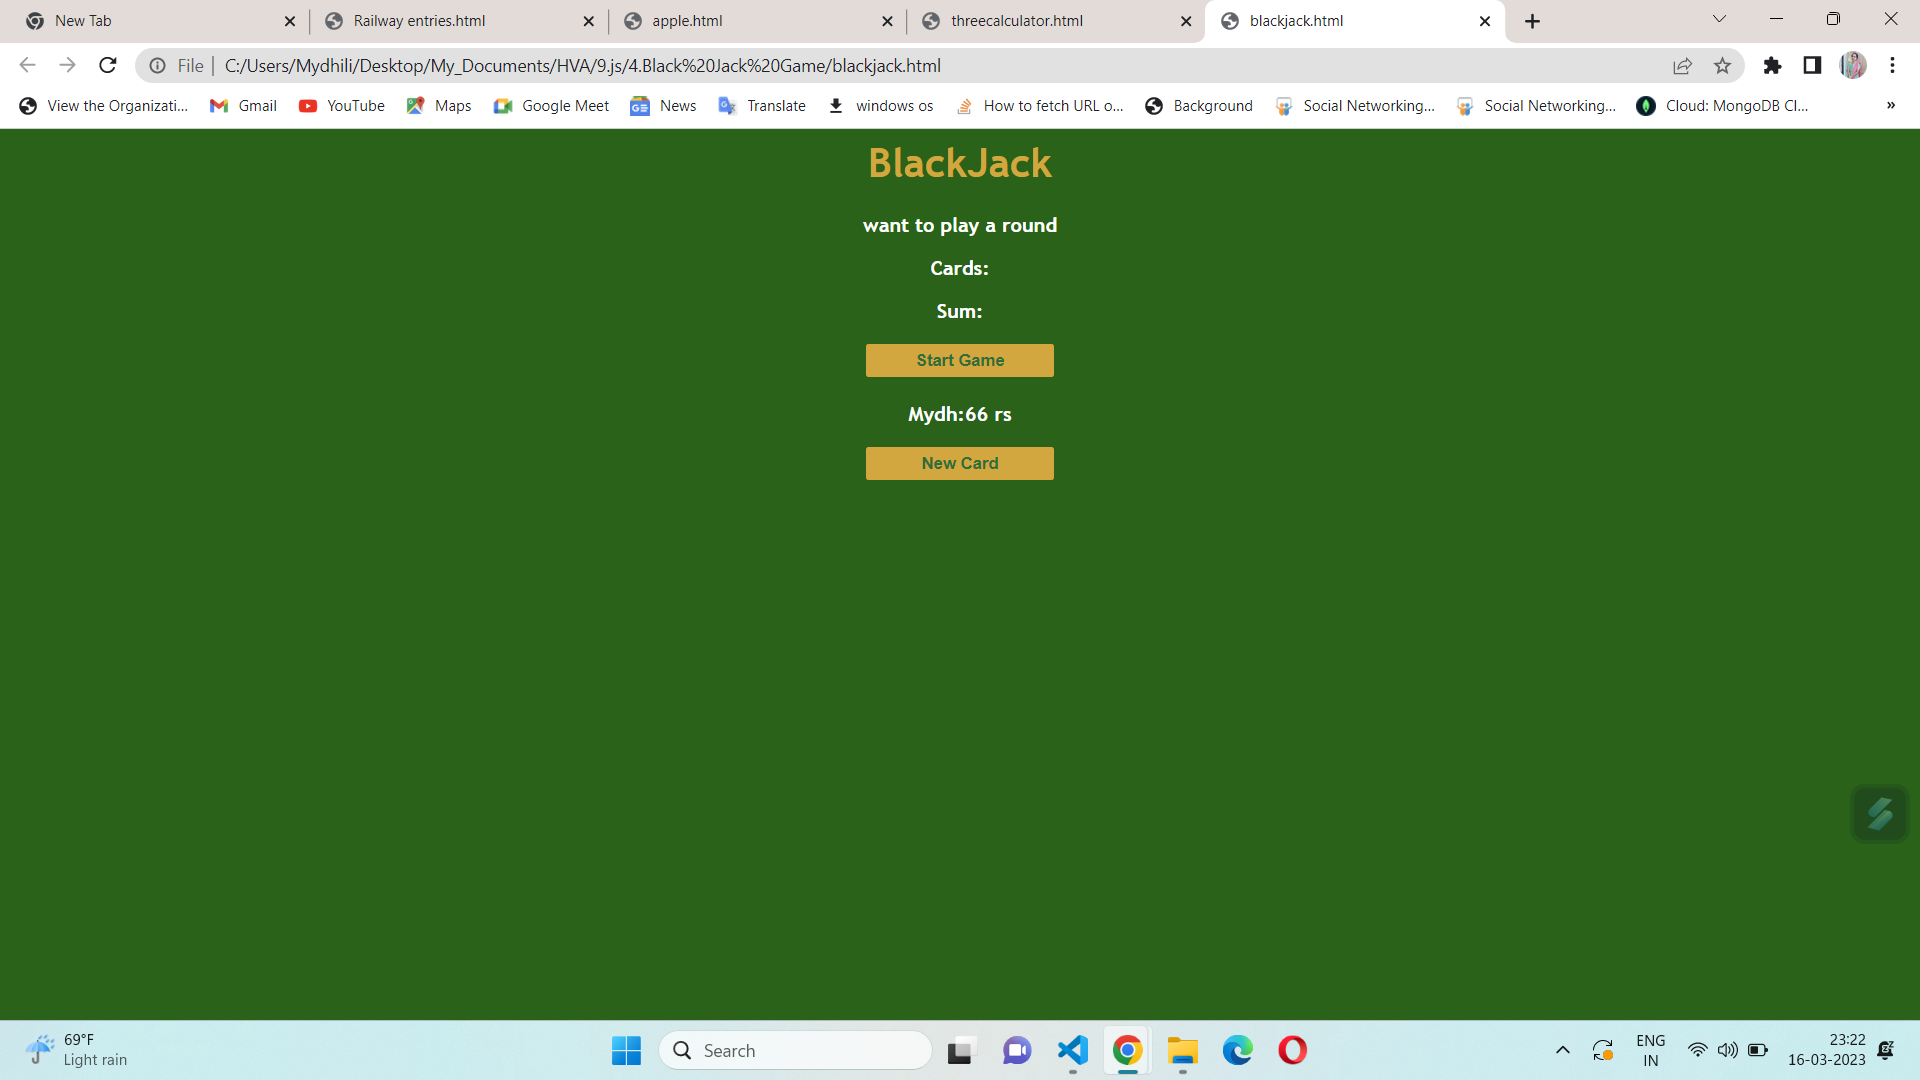 New Tab
Railway entries.html
apple.html
threecalculator.html
blackjack.html
File | C:/Users/Mydhili/Desktop/My_Documents/HVA/9.js/4.Black%20Jack%20Game/blackjack.html
View the Organizati...
Gmail
YouTube
Maps
Google Meet
News
Translate
windows os
How to fetch URL o...
Background
Social Networking...
Social Networking...
Cloud: MongoDB Cl...
»
BlackJack
want to play a round
Cards:
Sum:
Start Game
Mydh:66 rs
New Card
69°F
Light rain
Search
ENG
IN
23:22
16-03-2023